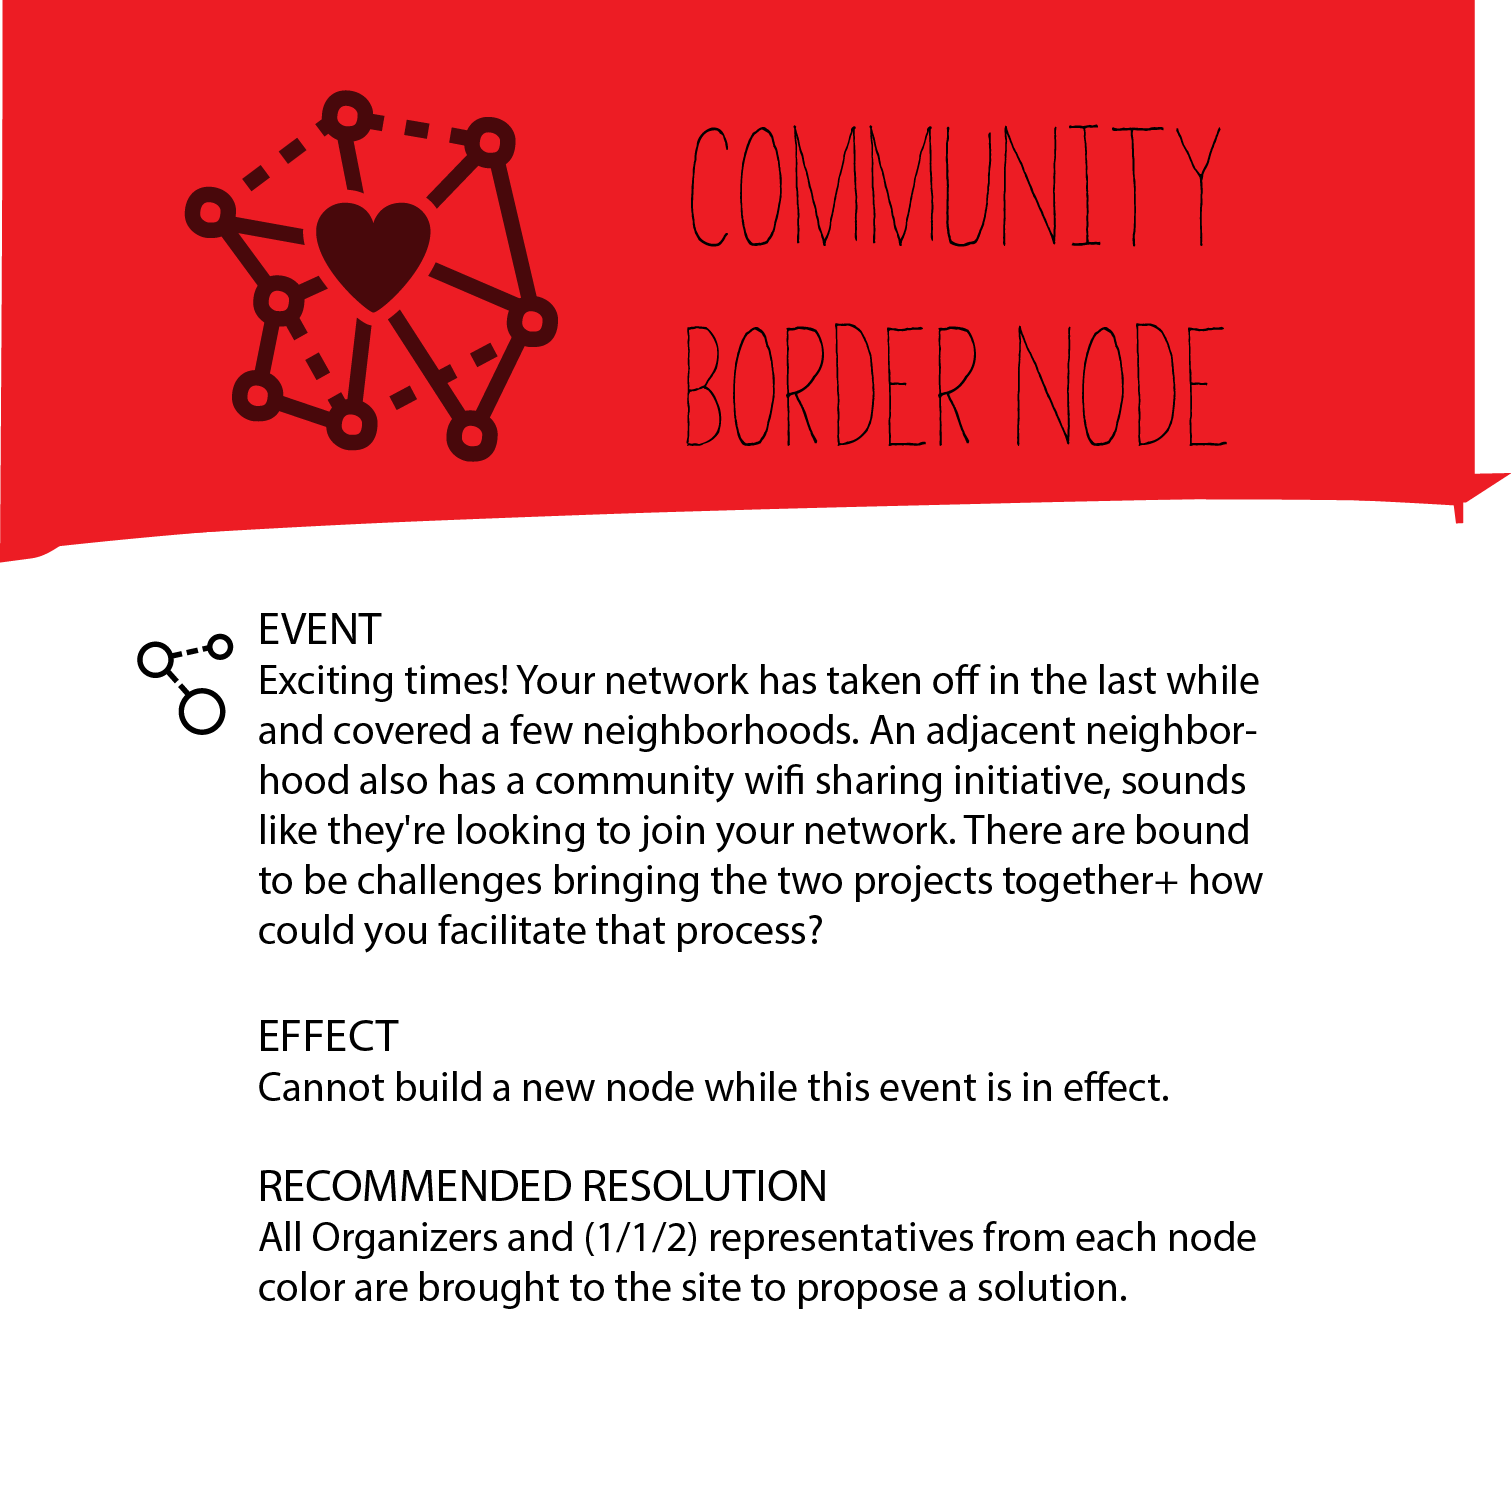 COMMUNITY
BORDER NODE
EVENT
Exciting times! Your network has taken off in the last while
and covered a few neighborhoods. An adjacent neighbor-
hood also has a community wifi sharing initiative, sounds
like they're looking to join your network. There are bound
to be challenges bringing the two projects together+ how
could you facilitate that process?
EFFECT
Cannot build a new node while this event is in effect.
RECOMMENDED RESOLUTION
All Organizers and (1/1/2) representatives from each node
color are brought to the site to propose a solution.